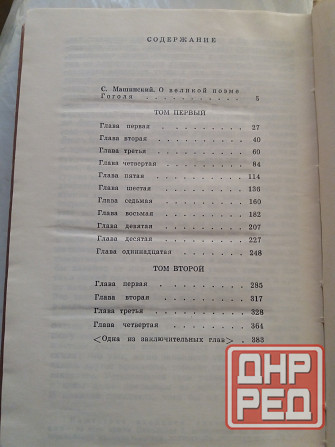 СОДЕРЖАНИЕ
С. Машинский. О великой поэме
Гоголя . . . . . . . . . . . . 5
ТОМ ПЕРВЫЙ
Глава первая . . . . . . . . 27
Глава вторая . . . . . . . . 40
Глава третья . . . . . . . . 60
Глава четвертая . . . . . . . 84
Глава пятая . . . . . . . . 114
Глава шестая . . . . . . . . 136
Глава седьмая . . . . . . . 160
Глава восьмая . . . . . . . 182
Глава девятая . . . . . . . 207
Глава десятая . . . . . . . 227
Глава одиннадцатая . . . . . . 248
ТОМ ВТОРОЙ
Глава первая . . . . . . . . 285
Глава вторая . . . . . . . . 317
Глава третья . . . . . . . . 328
Глава четвертая . . . . . . . 364
<Одна из заключительных глав> . . 383
ДНР
РЕД